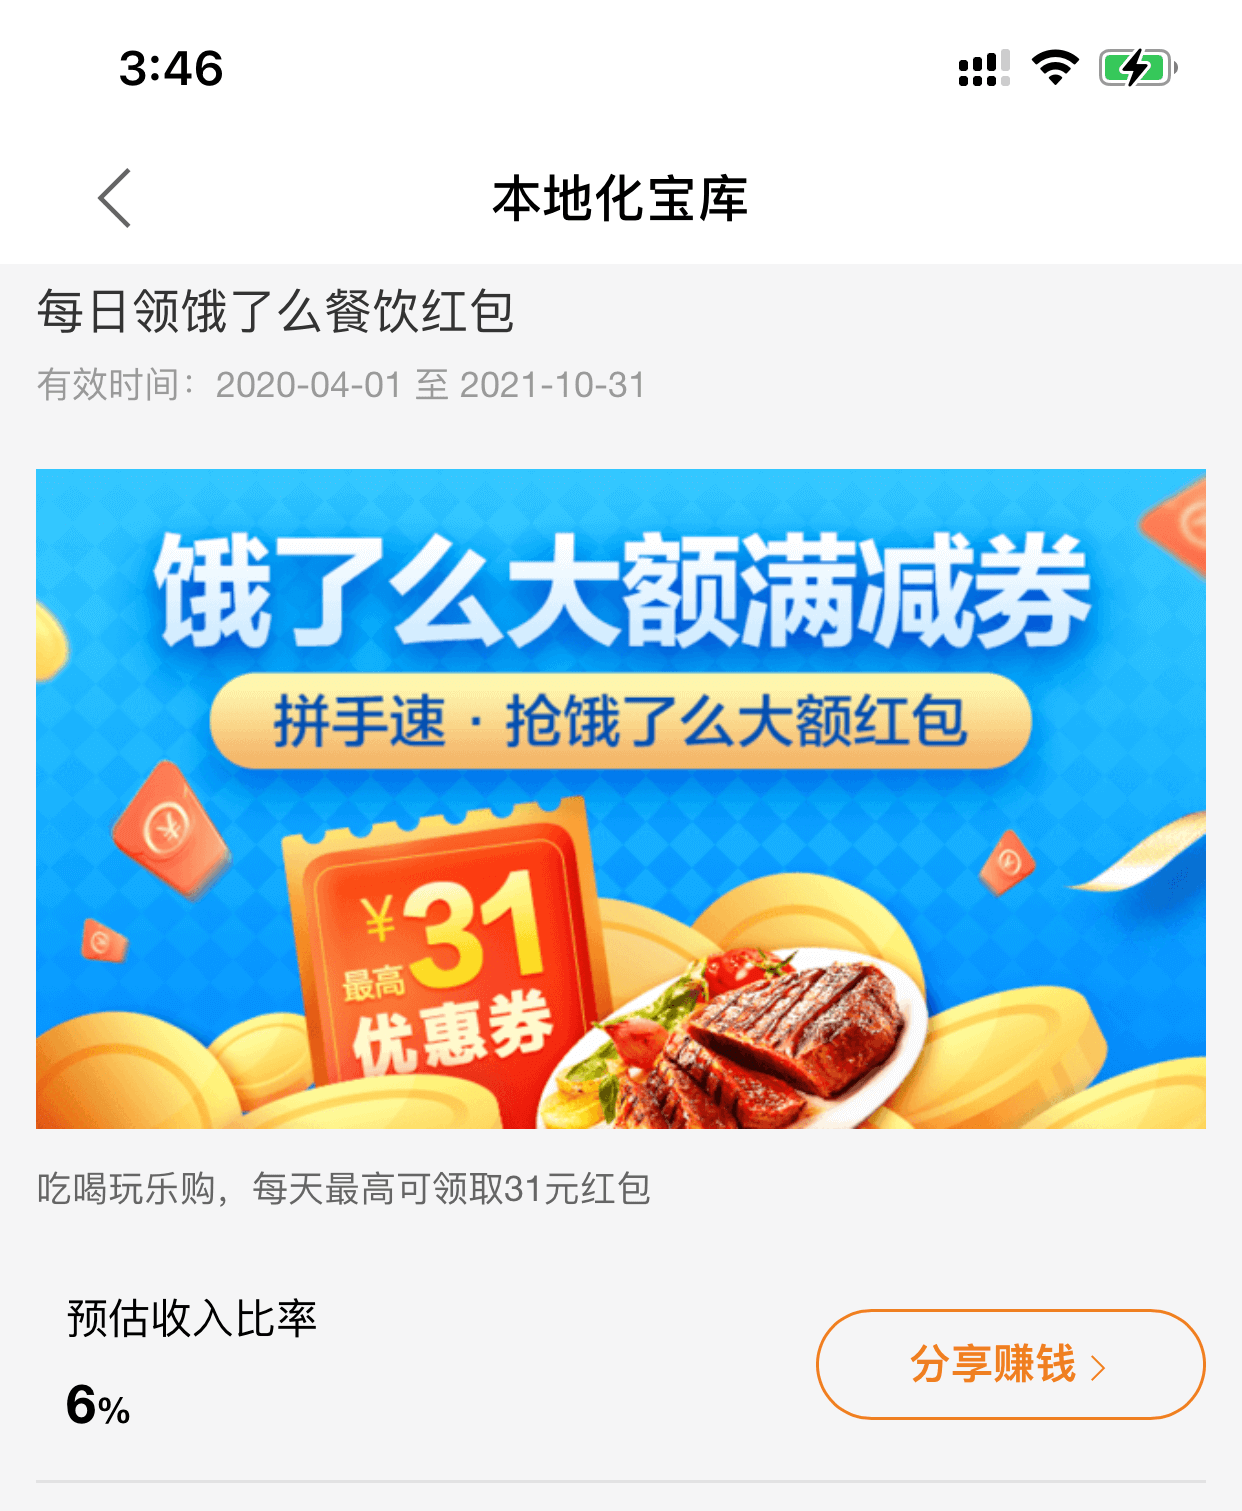 3:46
本地化宝库
每日领饿了么餐饮红包
有效时间：2020-04-01 至 2021-10-31
饿了么大额满减券
拼手速·抢饿了么大额红包
¥31
最高
优惠券
吃喝玩乐购，每天最高可领取31元红包
预估收入比率
6%
分享赚钱